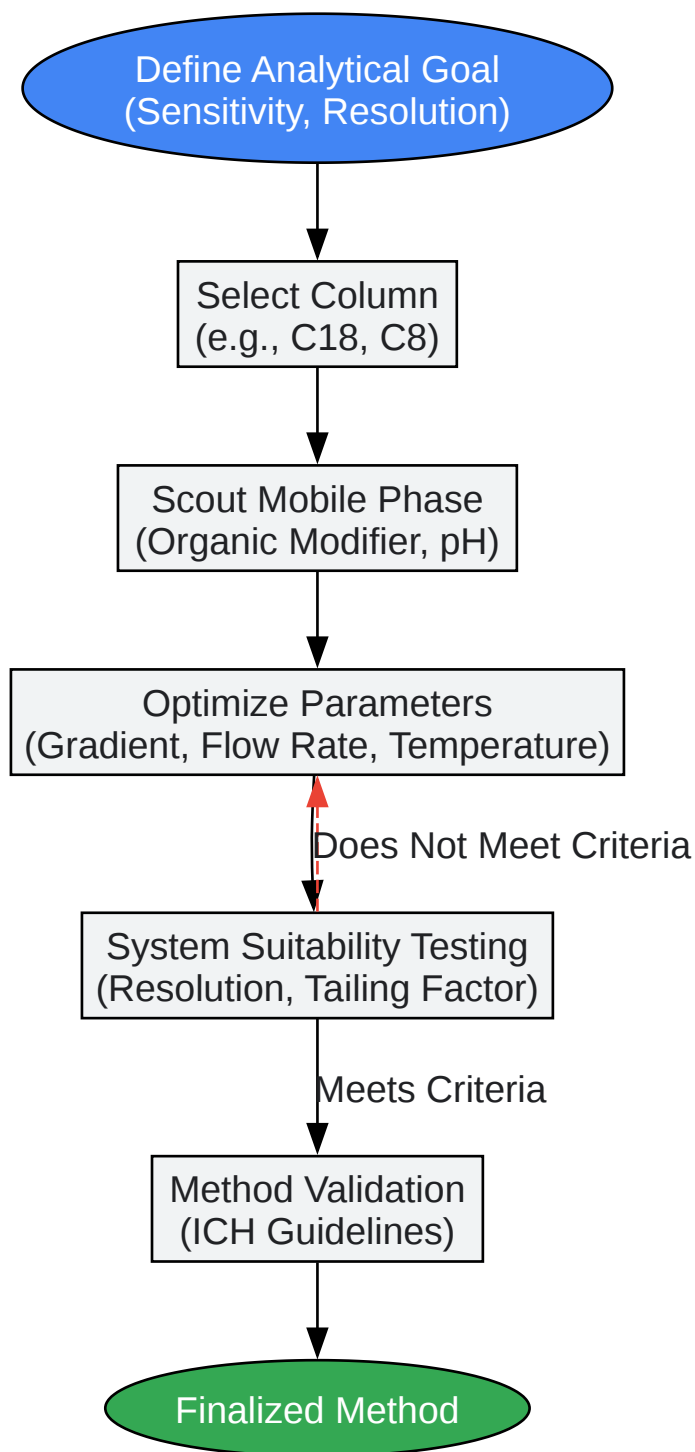 Define Analytical Goal
(Sensitivity, Resolution)
Select Column
(e.g., C18, C8)
Scout Mobile Phase
(Organic Modifier, pH)
Optimize Parameters
(Gradient, Flow Rate, Temperature)
Does Not Meet Criteria
System Suitability Testing
(Resolution, Tailing Factor)
Meets Criteria
Method Validation
(ICH Guidelines)
Finalized Method